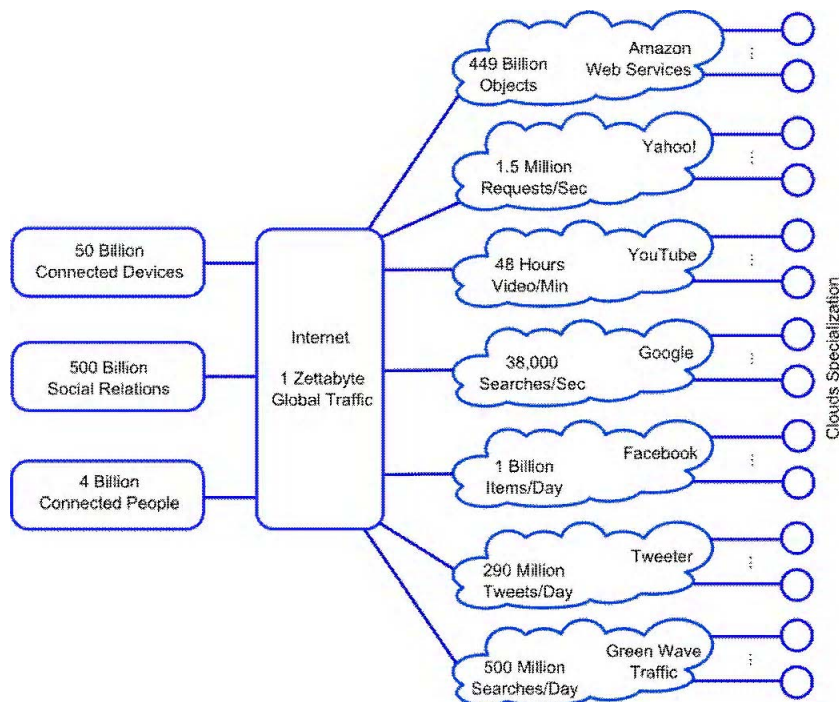 449 Billion
Objects
Amazon
Web Services
1.5 Million
Requests/Sec
Yahoo!
50 Billion
Connected Devices
48 Hours
Video/Min
YouTube
500 Billion
Social Relations
Internet
1 Zettabyte
Global Traffic
38,000
Searches/Sec
Google
4 Billion
Connected People
1 Billion
Items/Day
Facebook
290 Million
Tweets/Day
Tweeter
500 Million
Searches/Day
Green Wave
Traffic
Clouds Specialization